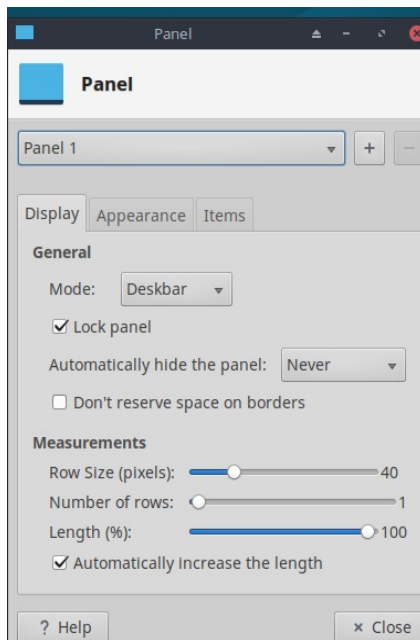 Panel
Panel
Panel 1
Display Appearance Items
General
Mode: Deskbar
Lock panel
Automatically hide the panel: Never
Don't reserve space on borders
Measurements
Row Size (pixels): 40
Number of rows: 1
Length (%): 100
Automatically increase the length
? Help × Close